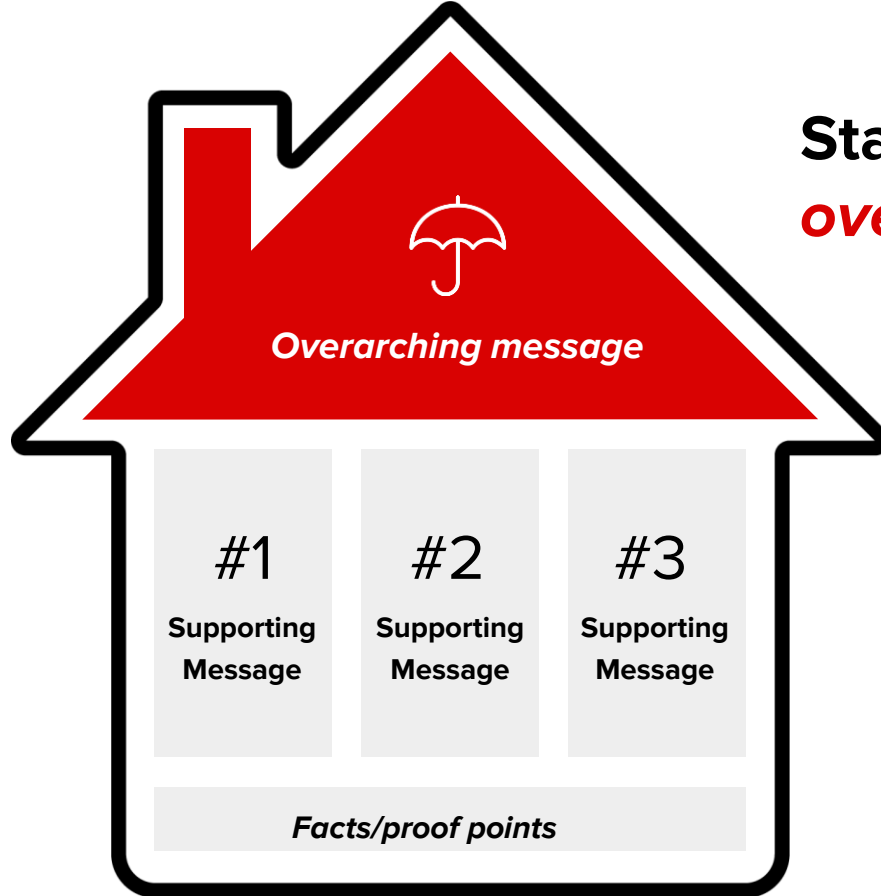 Sta
ove
Overarching message
#1
#2
#3
Supporting
Message
Supporting
Message
Supporting
Message
Facts/proof points